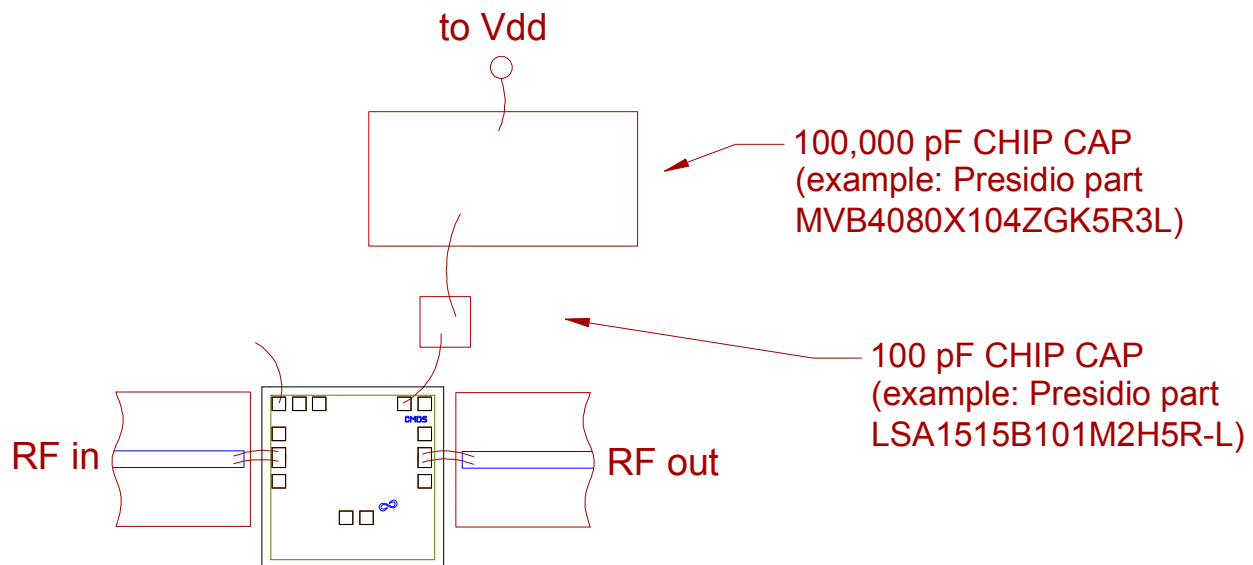 to Vdd
100,000 pF CHIP CAP
(example: Presidio part
MVB4080X104ZGK5R3L)
100 pF CHIP CAP
(example: Presidio part
LSA1515B101M2H5R-L)
CMDS
RF in
RF out